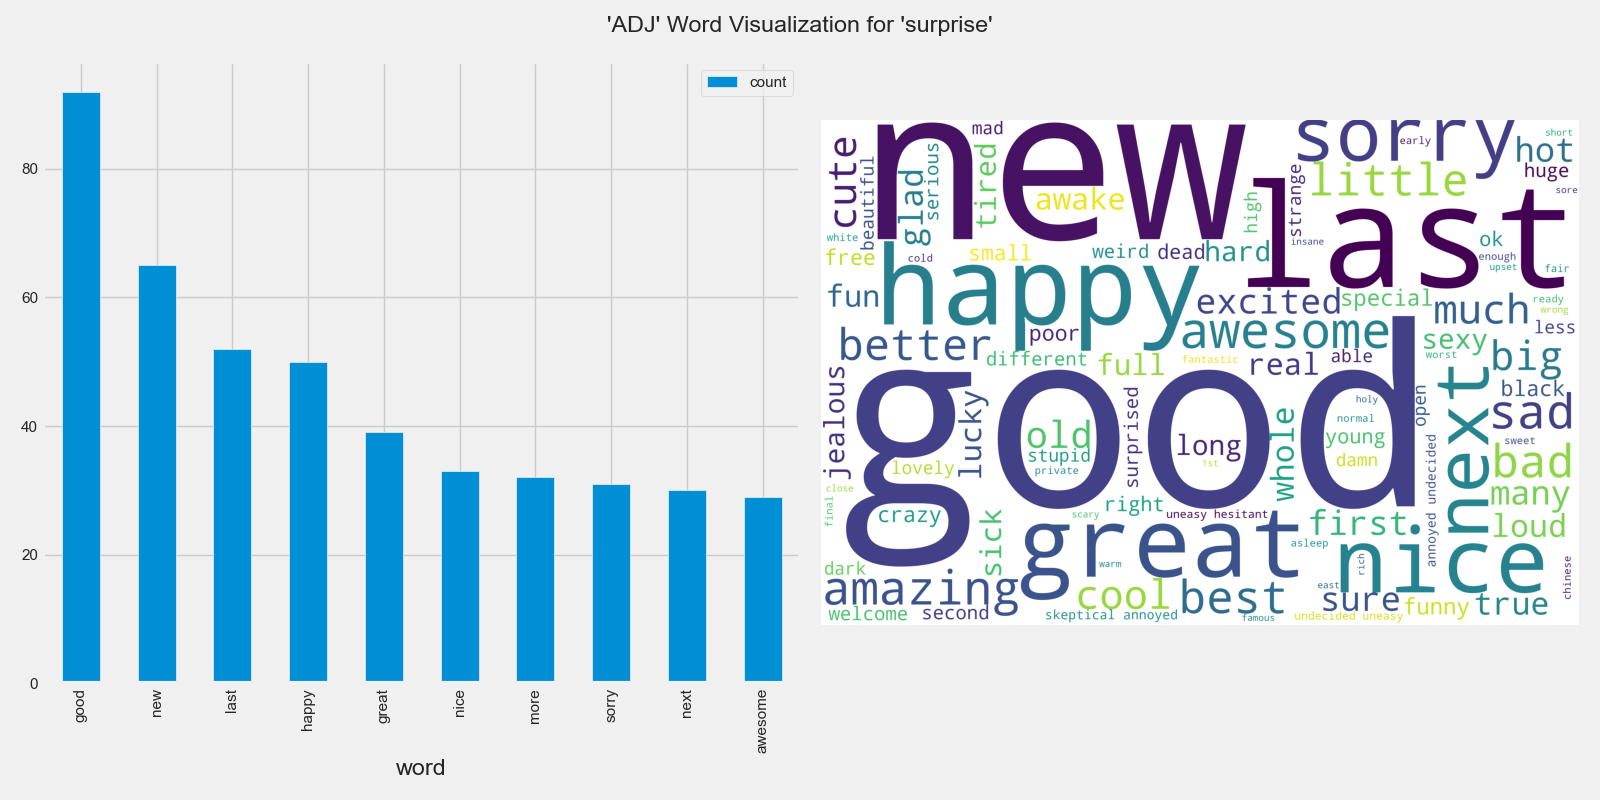 'ADJ' Word Visualization for 'surprise'
count
80
60
40
20
0
good
new
last
happy
great
nice
more
sorry
next
awesome
word
new
mad
sorry
early
short
hot
cute
beautiful
glad
serious
tired
awake
high
strange
little
huge
sore
last
white
free
cold
small
weird
dead
hard
insane
ok
enough
upset
fair
happy
fun
excited
special
much
ready
wrong
less
better
poor
awesome
different
full
fantastic
real
able
sexy
worst
big
good
jealous
lucky
old
stupid
private
surprised
long
1st
whole
holy
normal
young
damn
open
next
black
sad
sweet
undecided
annoyed
bad
many
loud
lovely
close
final
crazy
sick
scary
right
uneasy hesitant
first
asleep
great
nice
rich
chinese
dark
warm
amazing
cool
best
east
sure
funny
true
welcome
second
skeptical annoyed
famous
undecided uneasy